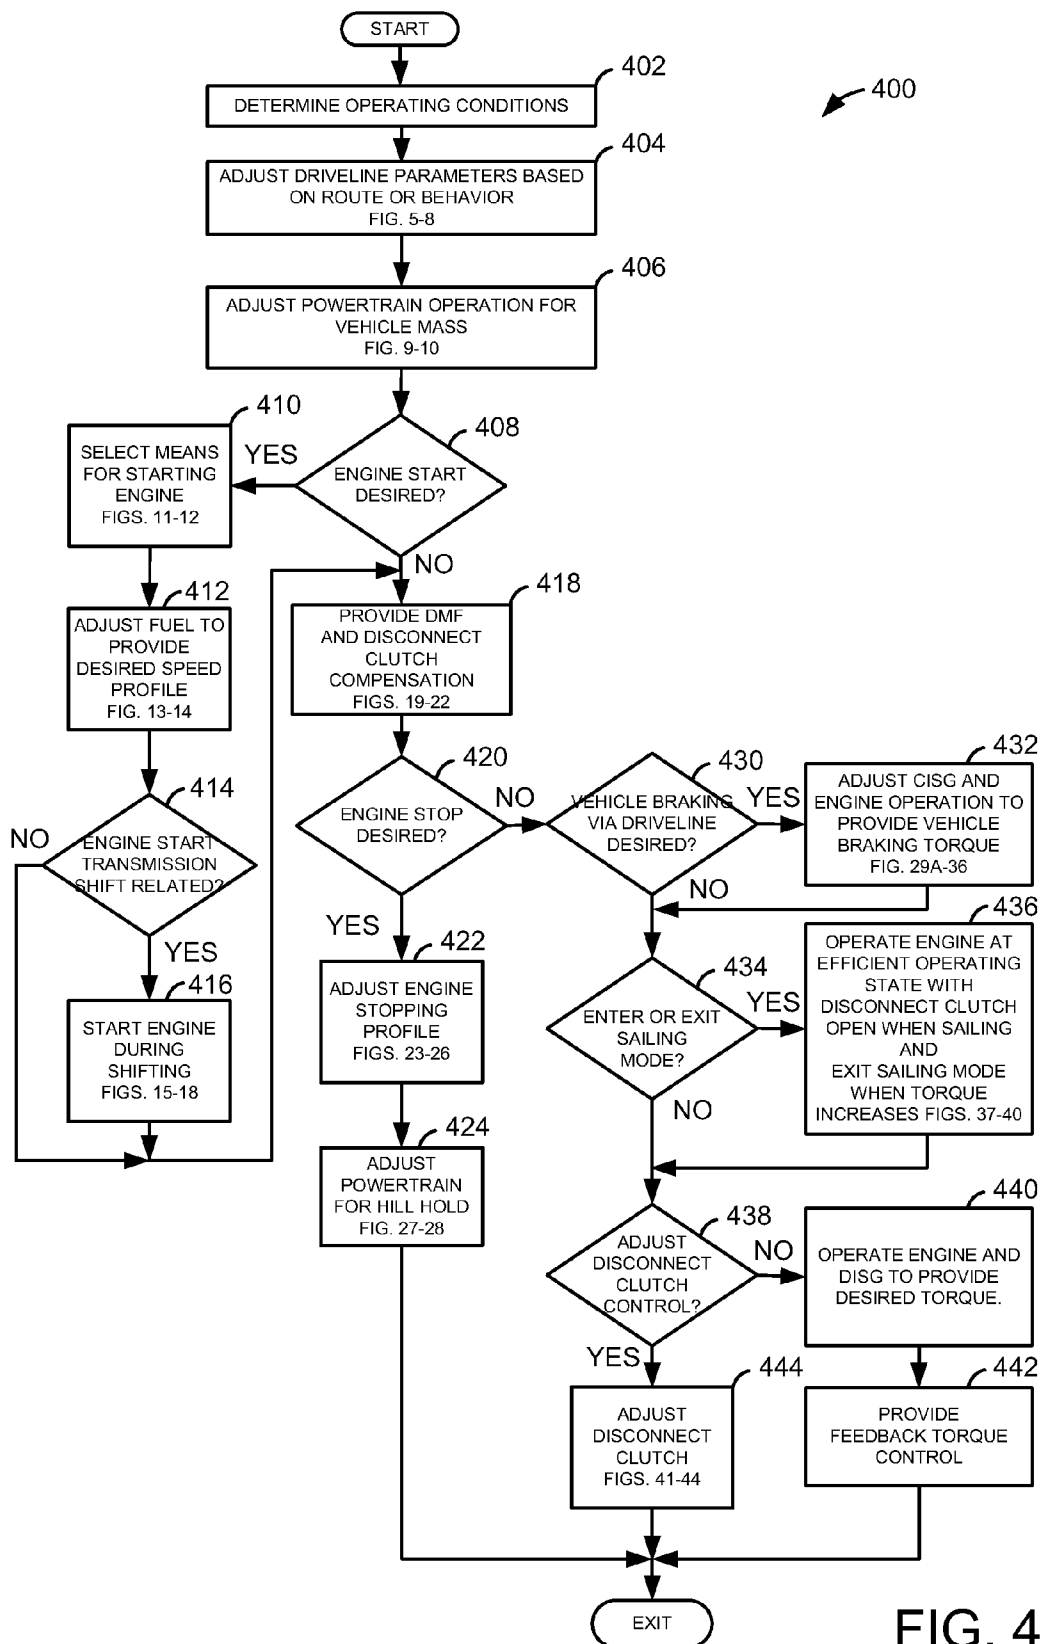 START
402
DETERMINE OPERATING CONDITIONS
400
404
ADJUST DRIVELINE PARAMETERS BASED
ON ROUTE OR BEHAVIOR
FIG. 5-8
406
ADJUST POWERTRAIN OPERATION FOR
VEHICLE MASS
FIG. 9-10
410
SELECT MEANS
FOR STARTING
ENGINE
FIGS. 11-12
YES
408
ENGINE START
DESIRED?
NO
412
ADJUST FUEL TO
PROVIDE
DESIRED SPEED
PROFILE
FIG. 13-14
418
PROVIDE DMF
AND DISCONNECT
CLUTCH
COMPENSATION
FIGS. 19-22
414
NO
ENGINE START
TRANSMISSION
SHIFT RELATED?
YES
416
START ENGINE
DURING
SHIFTING
FIGS. 15-18
420
ENGINE STOP
DESIRED?
NO
YES
422
ADJUST ENGINE
STOPPING
PROFILE
FIGS. 23-26
424
ADJUST
POWERTRAIN
FOR HILL HOLD
FIG. 27-28
430
VEHICLE BRAKING
VIA DRIVELINE
DESIRED?
YES
NO
432
ADJUST CISG AND
ENGINE OPERATION TO
PROVIDE VEHICLE
BRAKING TORQUE
FIG. 29A-36
434
ENTER OR EXIT
SAILING
MODE?
YES
NO
436
OPERATE ENGINE AT
EFFICIENT OPERATING
STATE WITH
DISCONNECT CLUTCH
OPEN WHEN SAILING
AND
EXIT SAILING MODE
WHEN TORQUE
INCREASES FIGS. 37-40
438
ADJUST
DISCONNECT
CLUTCH
CONTROL?
NO
YES
440
OPERATE ENGINE AND
DISG TO PROVIDE
DESIRED TORQUE.
442
PROVIDE
FEEDBACK TORQUE
CONTROL
444
ADJUST
DISCONNECT
CLUTCH
FIGS. 41-44
EXIT
FIG. 4